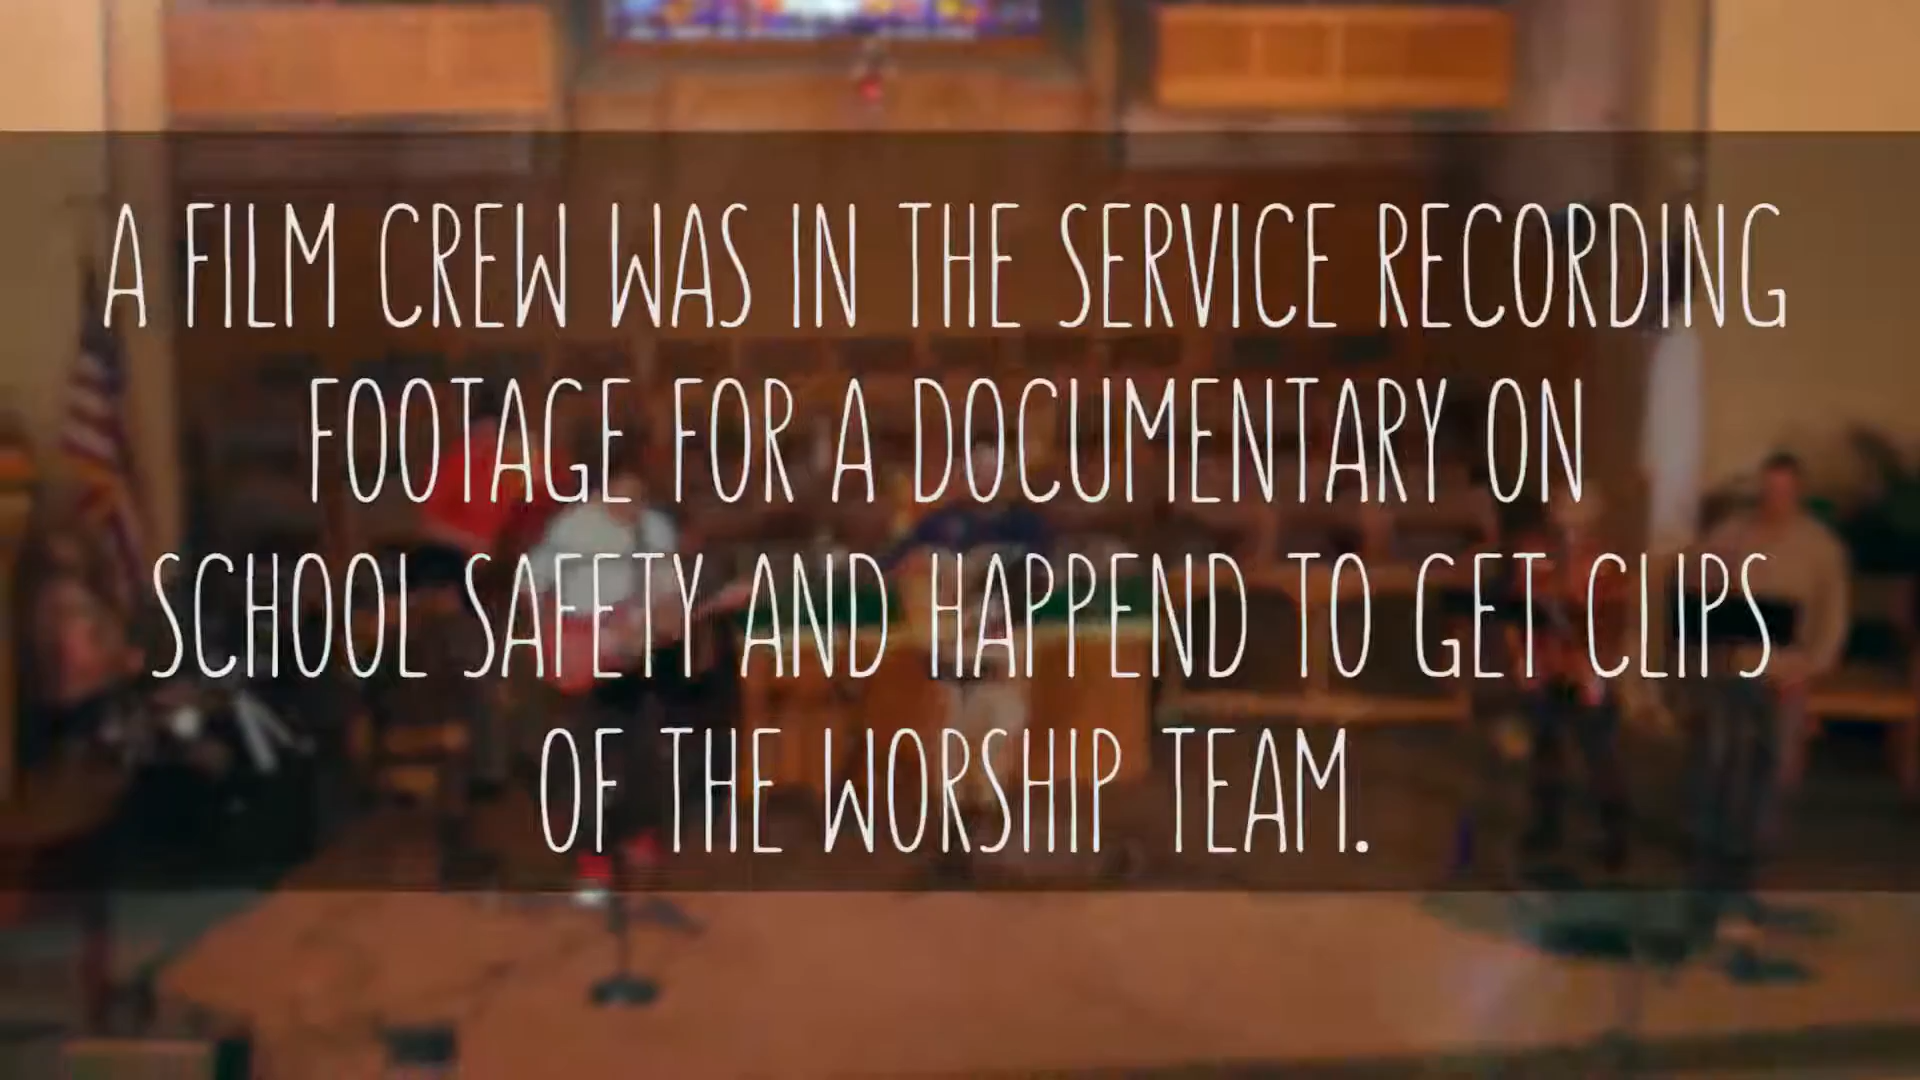 A FILM CREW WAS IN THE SERVICE RECORDING
FOOTAGE FOR A DOCUMENTARY ON
SCHOOL SAFETY AND HAPPEND TO GET CLIPS
OF THE WORSHIP TEAM.